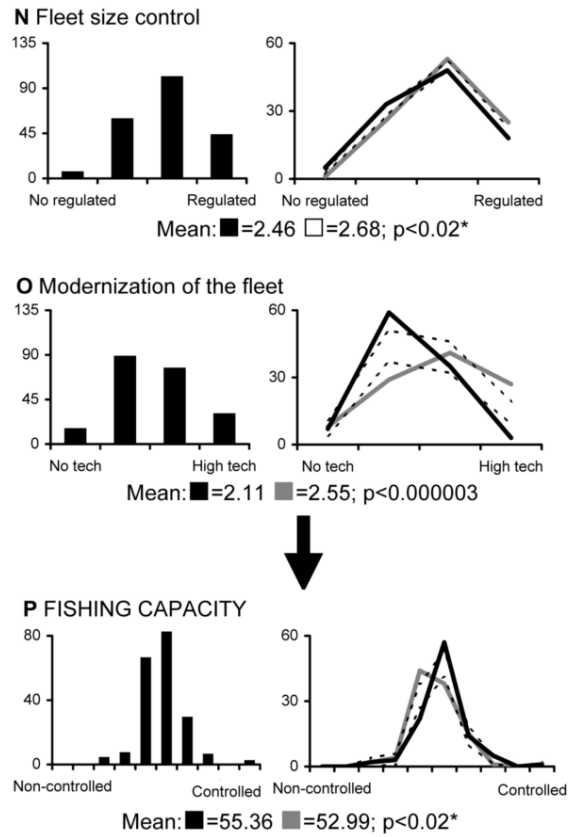 N Fleet size control
135
90
45
0
60
30
0
No regulated Regulated No regulated Regulated
Mean: ■=2.46 □=2.68; p<0.02*
O Modernization of the fleet
135
90
45
0
60
30
0
No tech High tech No tech High tech
Mean: ■=2.11 ■=2.55; p<0.000003
P FISHING CAPACITY
80
40
0
60
30
0
Non-controlled Controlled Non-controlled Controlled
Mean ■=55.36 ■=52.99; p<0.02*